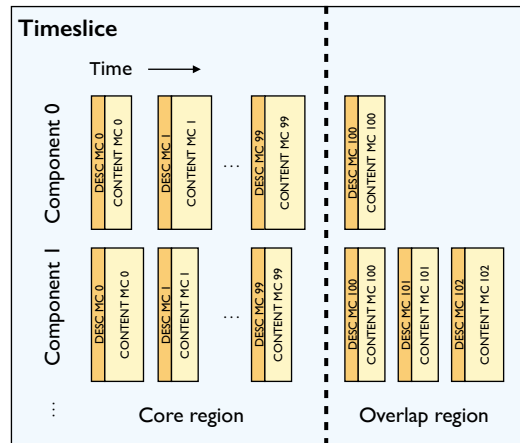 Timeslice
Time
Component 0
DESC MC 0
CONTENT MC 0
DESC MC 1
CONTENT MC 1
...
DESC MC 99
CONTENT MC 99
DESC MC 100
CONTENT MC 100
Component 1
DESC MC 0
CONTENT MC 0
DESC MC 1
CONTENT MC 1
...
DESC MC 99
CONTENT MC 99
DESC MC 100
CONTENT MC 100
DESC MC 101
CONTENT MC 101
DESC MC 102
CONTENT MC 102
...
Core region
Overlap region